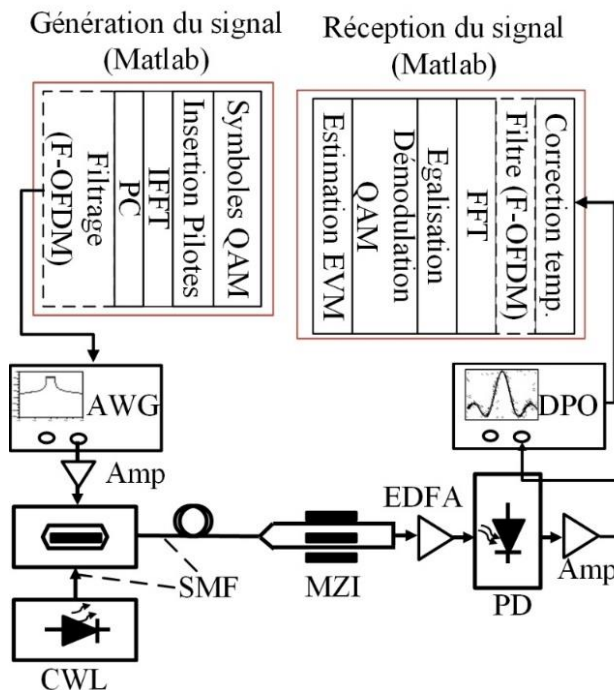 Génération du signal
(Matlab)
Réception du signal
(Matlab)
Filtrage
(F-OFDM)
PC
IFFT
Insertion Pilotes
Symboles QAM
Estimation EVM
Démodulation
QAM
Egalisation
FFT
Filtre (F-OFDM)
Correction temp.
AWG
DPO
Amp
EDFA
SMF
MZI
PD
Amp
CWL